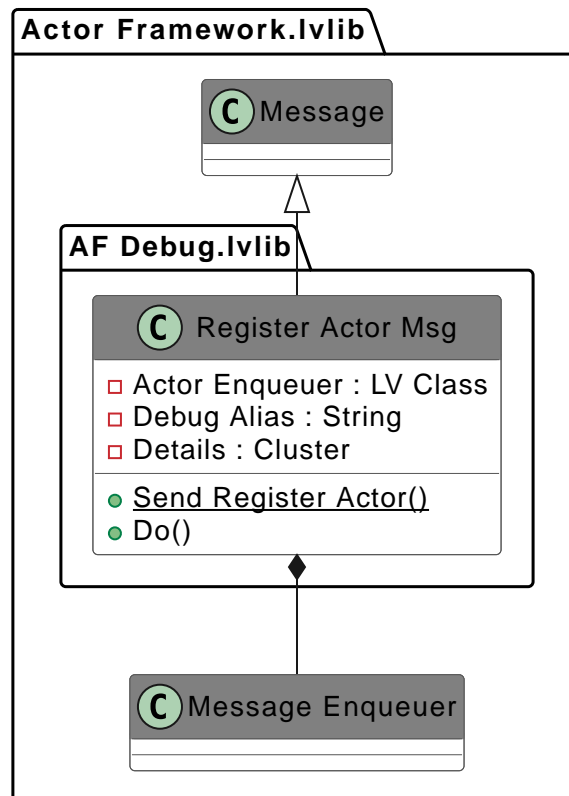 Actor Framework.lvlib
C Message
AF Debug.lvlib
C Register Actor Msg
Actor Enqueuer : LV Class
Debug Alias : String
Details : Cluster
Send Register Actor()
Do()
C Message Enqueuer